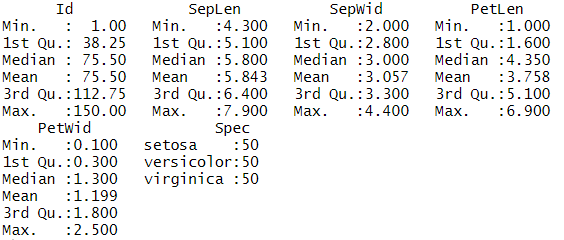 Id SepLen SepWid PetLen
Min. : 1.00 Min. :4.300 Min. :2.000 Min. :1.000
1st Qu.: 38.25 1st Qu.:5.100 1st Qu.:2.800 1st Qu.:1.600
Median : 75.50 Median :5.800 Median :3.000 Median :4.350
Mean : 75.50 Mean :5.843 Mean :3.057 Mean :3.758
3rd Qu.:112.75 3rd Qu.:6.400 3rd Qu.:3.300 3rd Qu.:5.100
Max. :150.00 Max. :7.900 Max. :4.400 Max. :6.900
PetWid Spec
Min. :0.100 setosa :50
1st Qu.:0.300 versicolor:50
Median :1.300 virginica :50
Mean :1.199
3rd Qu.:1.800
Max. :2.500